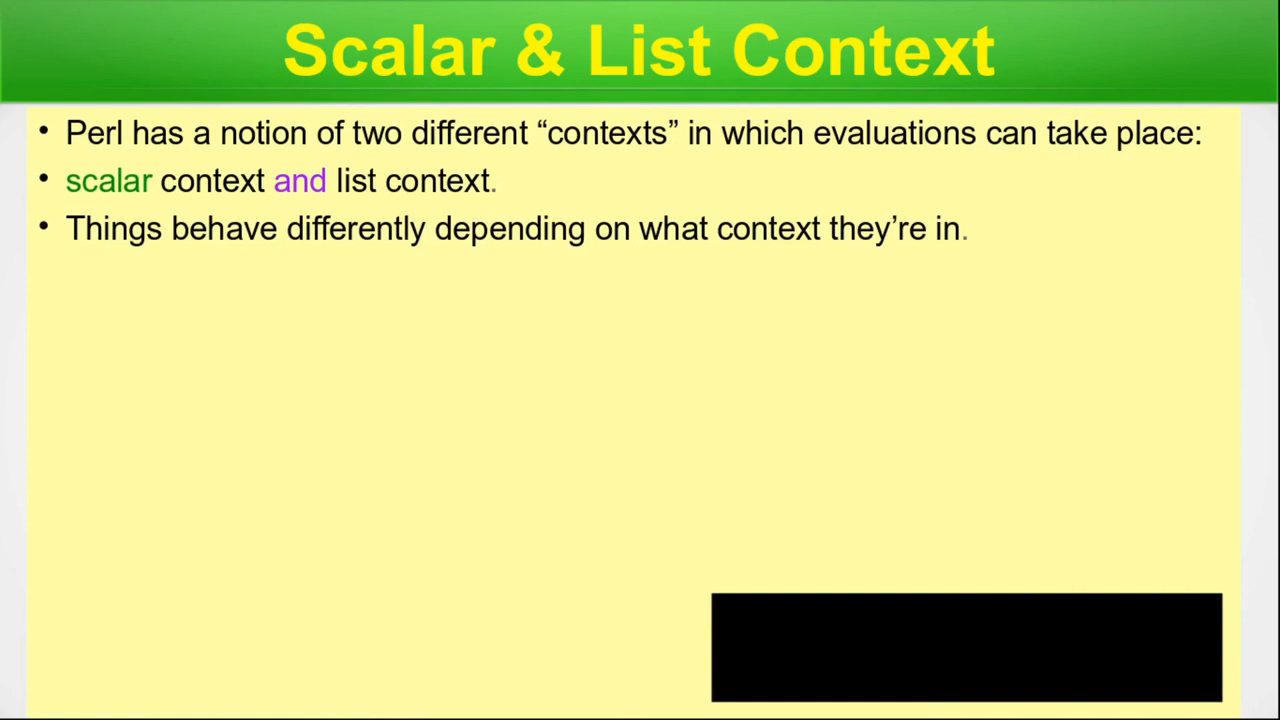 Scalar & List Context
• Perl has a notion of two different “contexts” in which evaluations can take place:
• scalar context and list context.
• Things behave differently depending on what context they’re in.